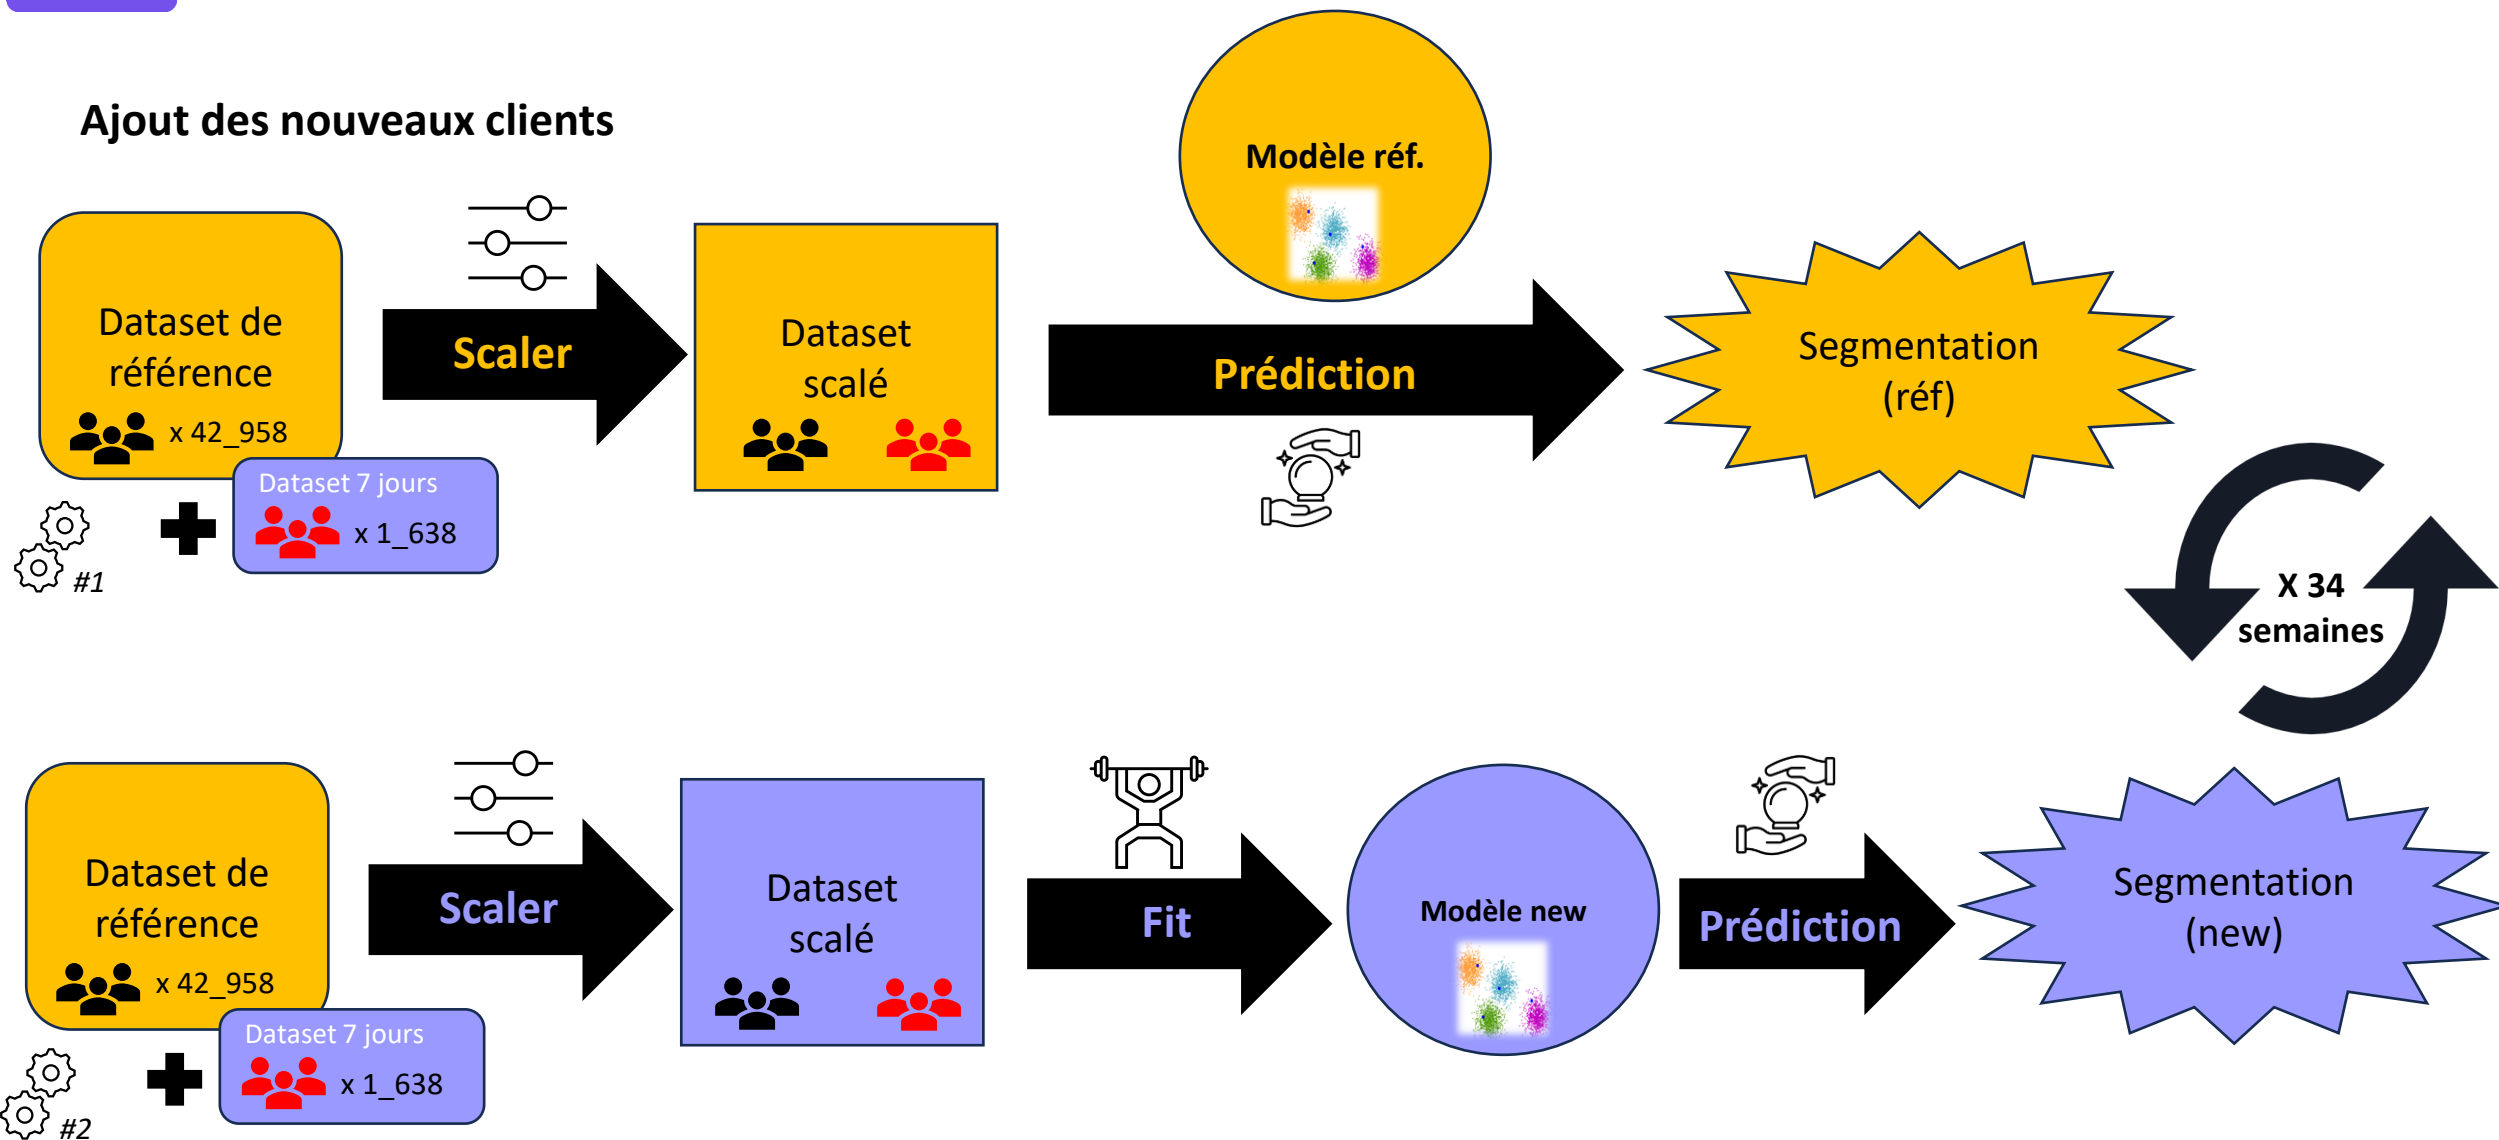 Ajout des nouveaux clients
Modèle réf.
Dataset de
référence
x 42_958
Dataset 7 jours
x 1_638
#1
Scaler
Dataset
scalé
Prédiction
Segmentation
(réf)
X 34
semaines
Dataset de
référence
x 42_958
Dataset 7 jours
x 1_638
#2
Scaler
Dataset
scalé
Fit
Modèle new
Prédiction
Segmentation
(new)